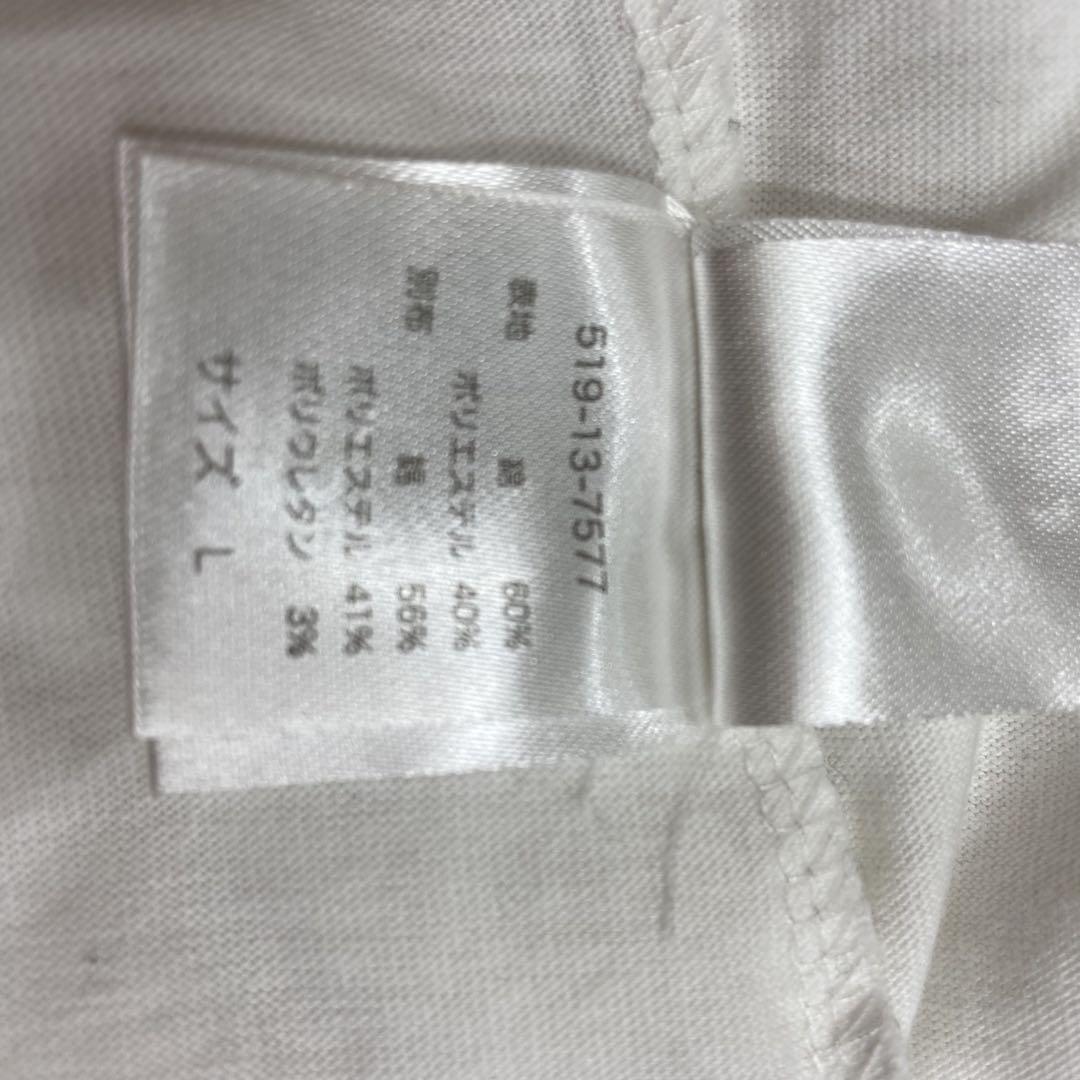 519-13-7577
表地 綿 60%
ポリエステル 40%
別布 綿 56%
ポリエステル 41%
ポリウレタン 3%
サイズ L